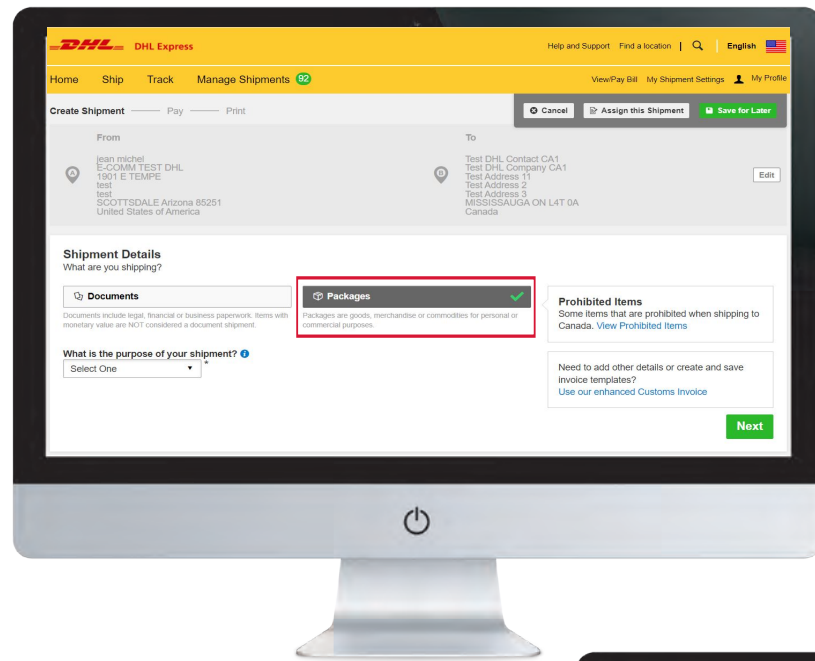 DHL DHL Express
Help and Support Find a location | English
Home Ship Track Manage Shipments 92
View/Pay Bill My Shipment Settings My Profile
Create Shipment Pay Print
Cancel Assign this Shipment Save for Later
From
A
jean michel
E-COMM TEST DHL
1901 E TEMPE
test
test
SCOTTSDALE Arizona 85251
United States of America
To
B
Test DHL Contact CA1
Test DHL Company CA1
Test Address 11
Test Address 2
Test Address 3
MISSISSAUGA ON L4T 0A
Canada
Edit
Shipment Details
What are you shipping?
Documents
Documents include legal, financial or business paperwork. Items with
monetary value are NOT considered a document shipment.
Packages
Packages are goods, merchandise or commodities for personal or
commercial purposes.
Prohibited Items
Some items that are prohibited when shipping to
Canada. View Prohibited Items
What is the purpose of your shipment?
Select One *
Need to add other details or create and save
invoice templates?
Use our enhanced Customs Invoice
Next